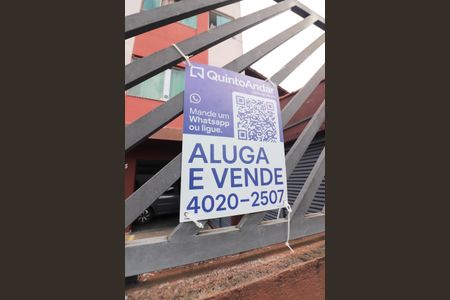 QuintoAndar
Mande um
Whatsapp
ou ligue.
ALUGA
E VENDE
4020-2507